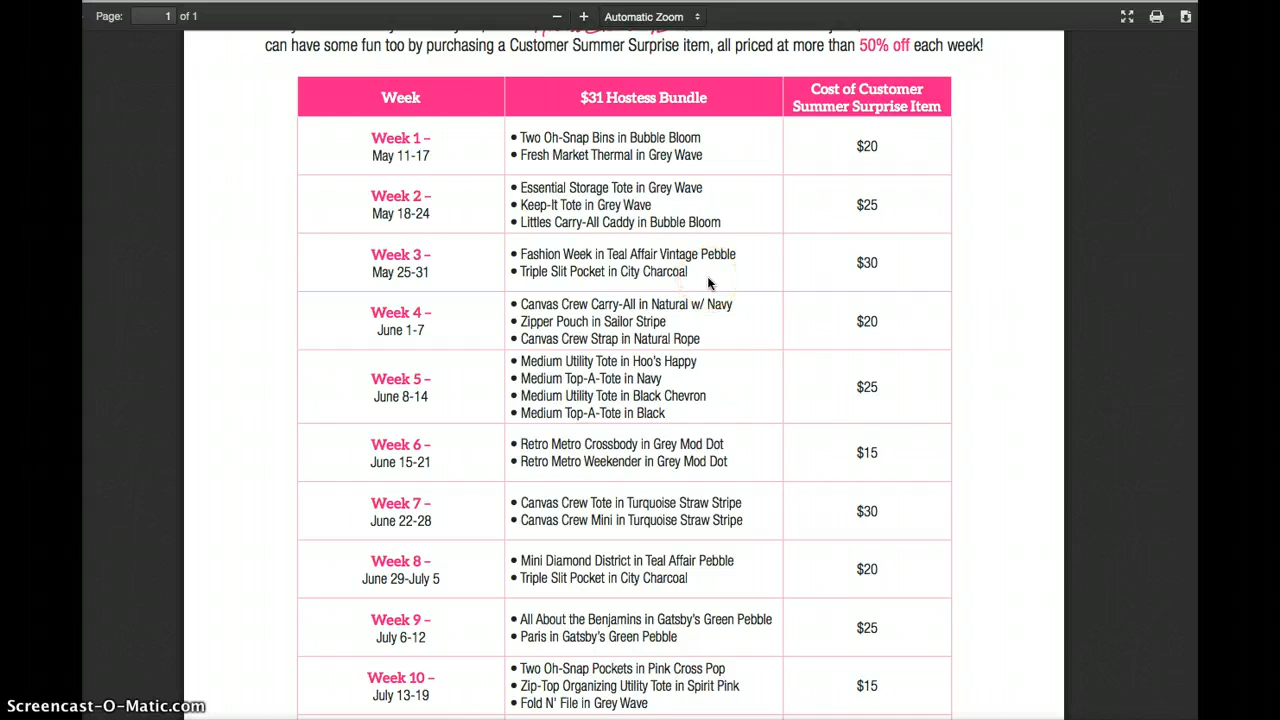 Page: 1 of 1
Automatic Zoom
can have some fun too by purchasing a Customer Summer Surprise item, all priced at more than 50% off each week!
Week
$31 Hostess Bundle
Cost of Customer
Summer Surprise Item
Week 1 –
May 11-17
• Two Oh-Snap Bins in Bubble Bloom
• Fresh Market Thermal in Grey Wave
$20
Week 2 –
May 18-24
• Essential Storage Tote in Grey Wave
• Keep-It Tote in Grey Wave
• Littles Carry-All Caddy in Bubble Bloom
$25
Week 3 –
May 25-31
• Fashion Week in Teal Affair Vintage Pebble
• Triple Slit Pocket in City Charcoal
$30
Week 4 –
June 1-7
• Canvas Crew Carry-All in Natural w/ Navy
• Zipper Pouch in Sailor Stripe
• Canvas Crew Strap in Natural Rope
$20
Week 5 –
June 8-14
• Medium Utility Tote in Hoo's Happy
• Medium Top-A-Tote in Navy
• Medium Utility Tote in Black Chevron
• Medium Top-A-Tote in Black
$25
Week 6 –
June 15-21
• Retro Metro Crossbody in Grey Mod Dot
• Retro Metro Weekender in Grey Mod Dot
$15
Week 7 –
June 22-28
• Canvas Crew Tote in Turquoise Straw Stripe
• Canvas Crew Mini in Turquoise Straw Stripe
$30
Week 8 –
June 29-July 5
• Mini Diamond District in Teal Affair Pebble
• Triple Slit Pocket in City Charcoal
$20
Week 9 –
July 6-12
• All About the Benjamins in Gatsby's Green Pebble
• Paris in Gatsby's Green Pebble
$25
Week 10 –
July 13-19
• Two Oh-Snap Pockets in Pink Cross Pop
• Zip-Top Organizing Utility Tote in Spirit Pink
• Fold N' File in Grey Wave
$15
Screencast-O-Matic.com